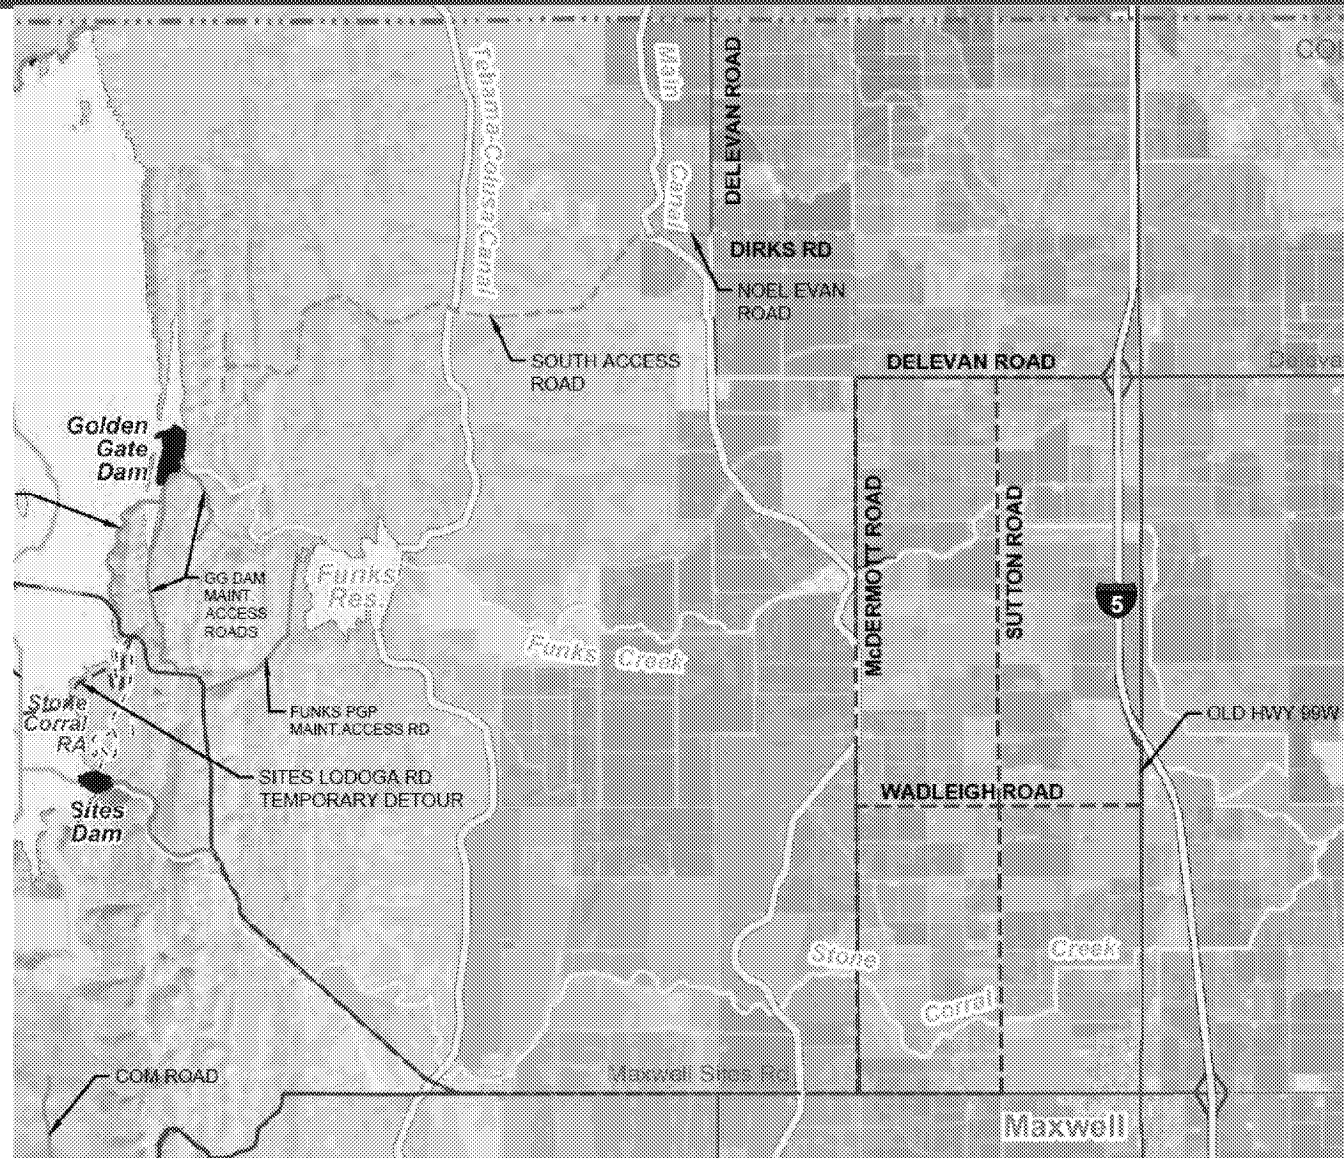 COL
Tehama-Colusa Canal
Main Canal
DELEVAN ROAD
DIRKS RD
NOEL EVAN
ROAD
SOUTH ACCESS
ROAD
DELEVAN ROAD
Deleva
Golden
Gate
Dam
McDERMOTT ROAD
SUTTON ROAD
GG DAM
MAINT.
ACCESS
ROADS
Funks
Res.
5
Funks Creek
Stone
Corral
RA
FUNKS PGP
MAINT.ACCESS RD
OLD HWY 99W
SITES LODOGA RD
TEMPORARY DETOUR
WADLEIGH ROAD
Sites
Dam
Stone
Corral
Creek
COM ROAD
Maxwell Sites Rd
Maxwell